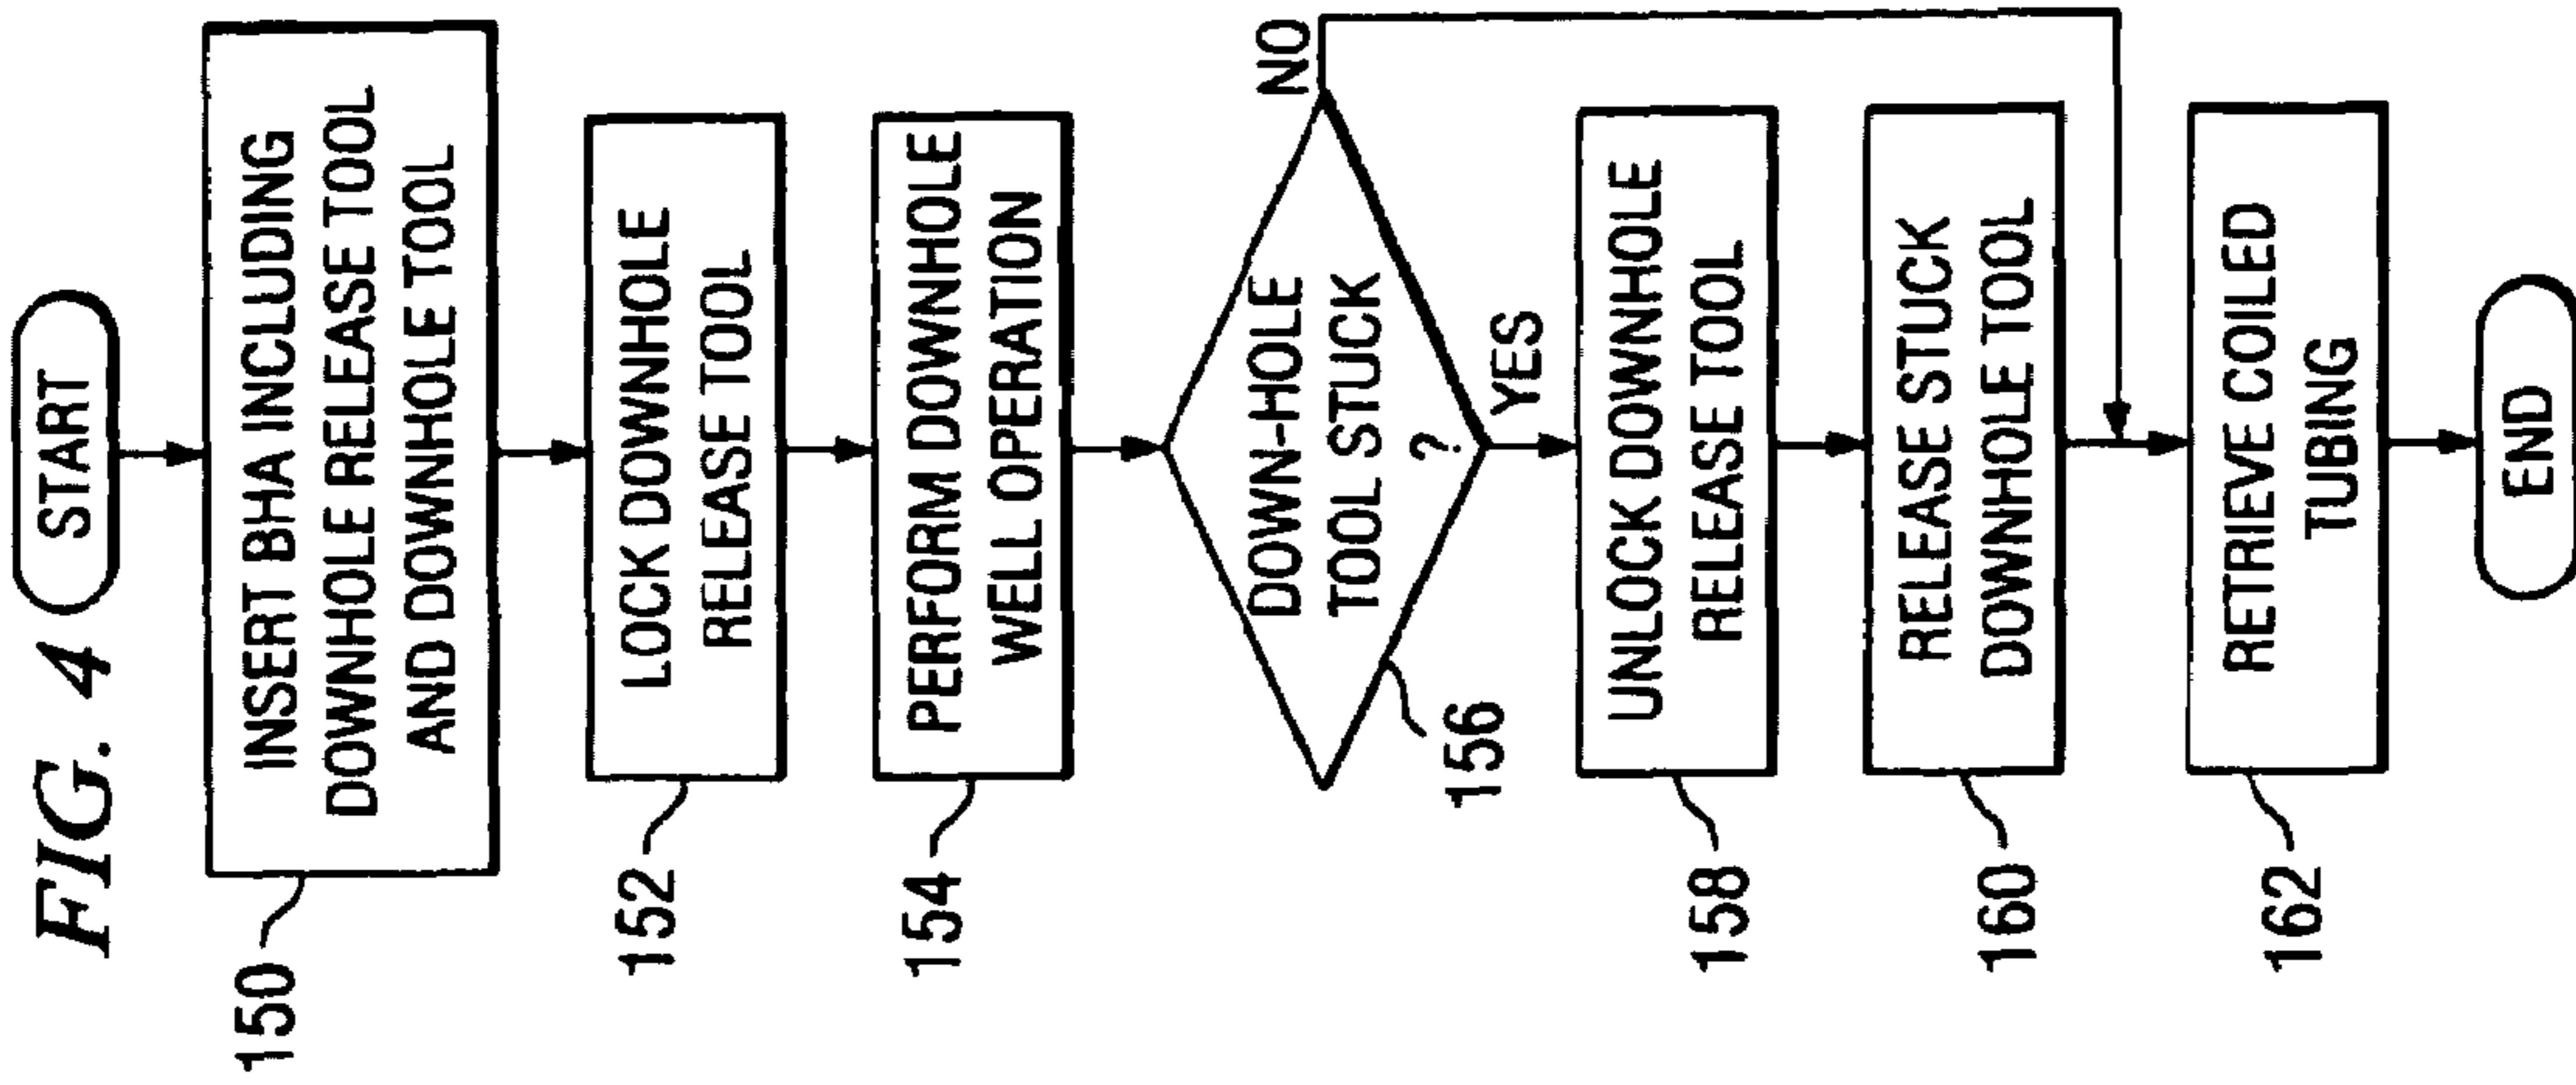 FIG. 4
START
150
INSERT BHA INCLUDING
DOWNHOLE RELEASE TOOL
AND DOWNHOLE TOOL
152
LOCK DOWNHOLE
RELEASE TOOL
154
PERFORM DOWNHOLE
WELL OPERATION
156
DOWN-HOLE
TOOL STUCK
?
NO
YES
158
UNLOCK DOWNHOLE
RELEASE TOOL
160
RELEASE STUCK
DOWNHOLE TOOL
162
RETRIEVE COILED
TUBING
END